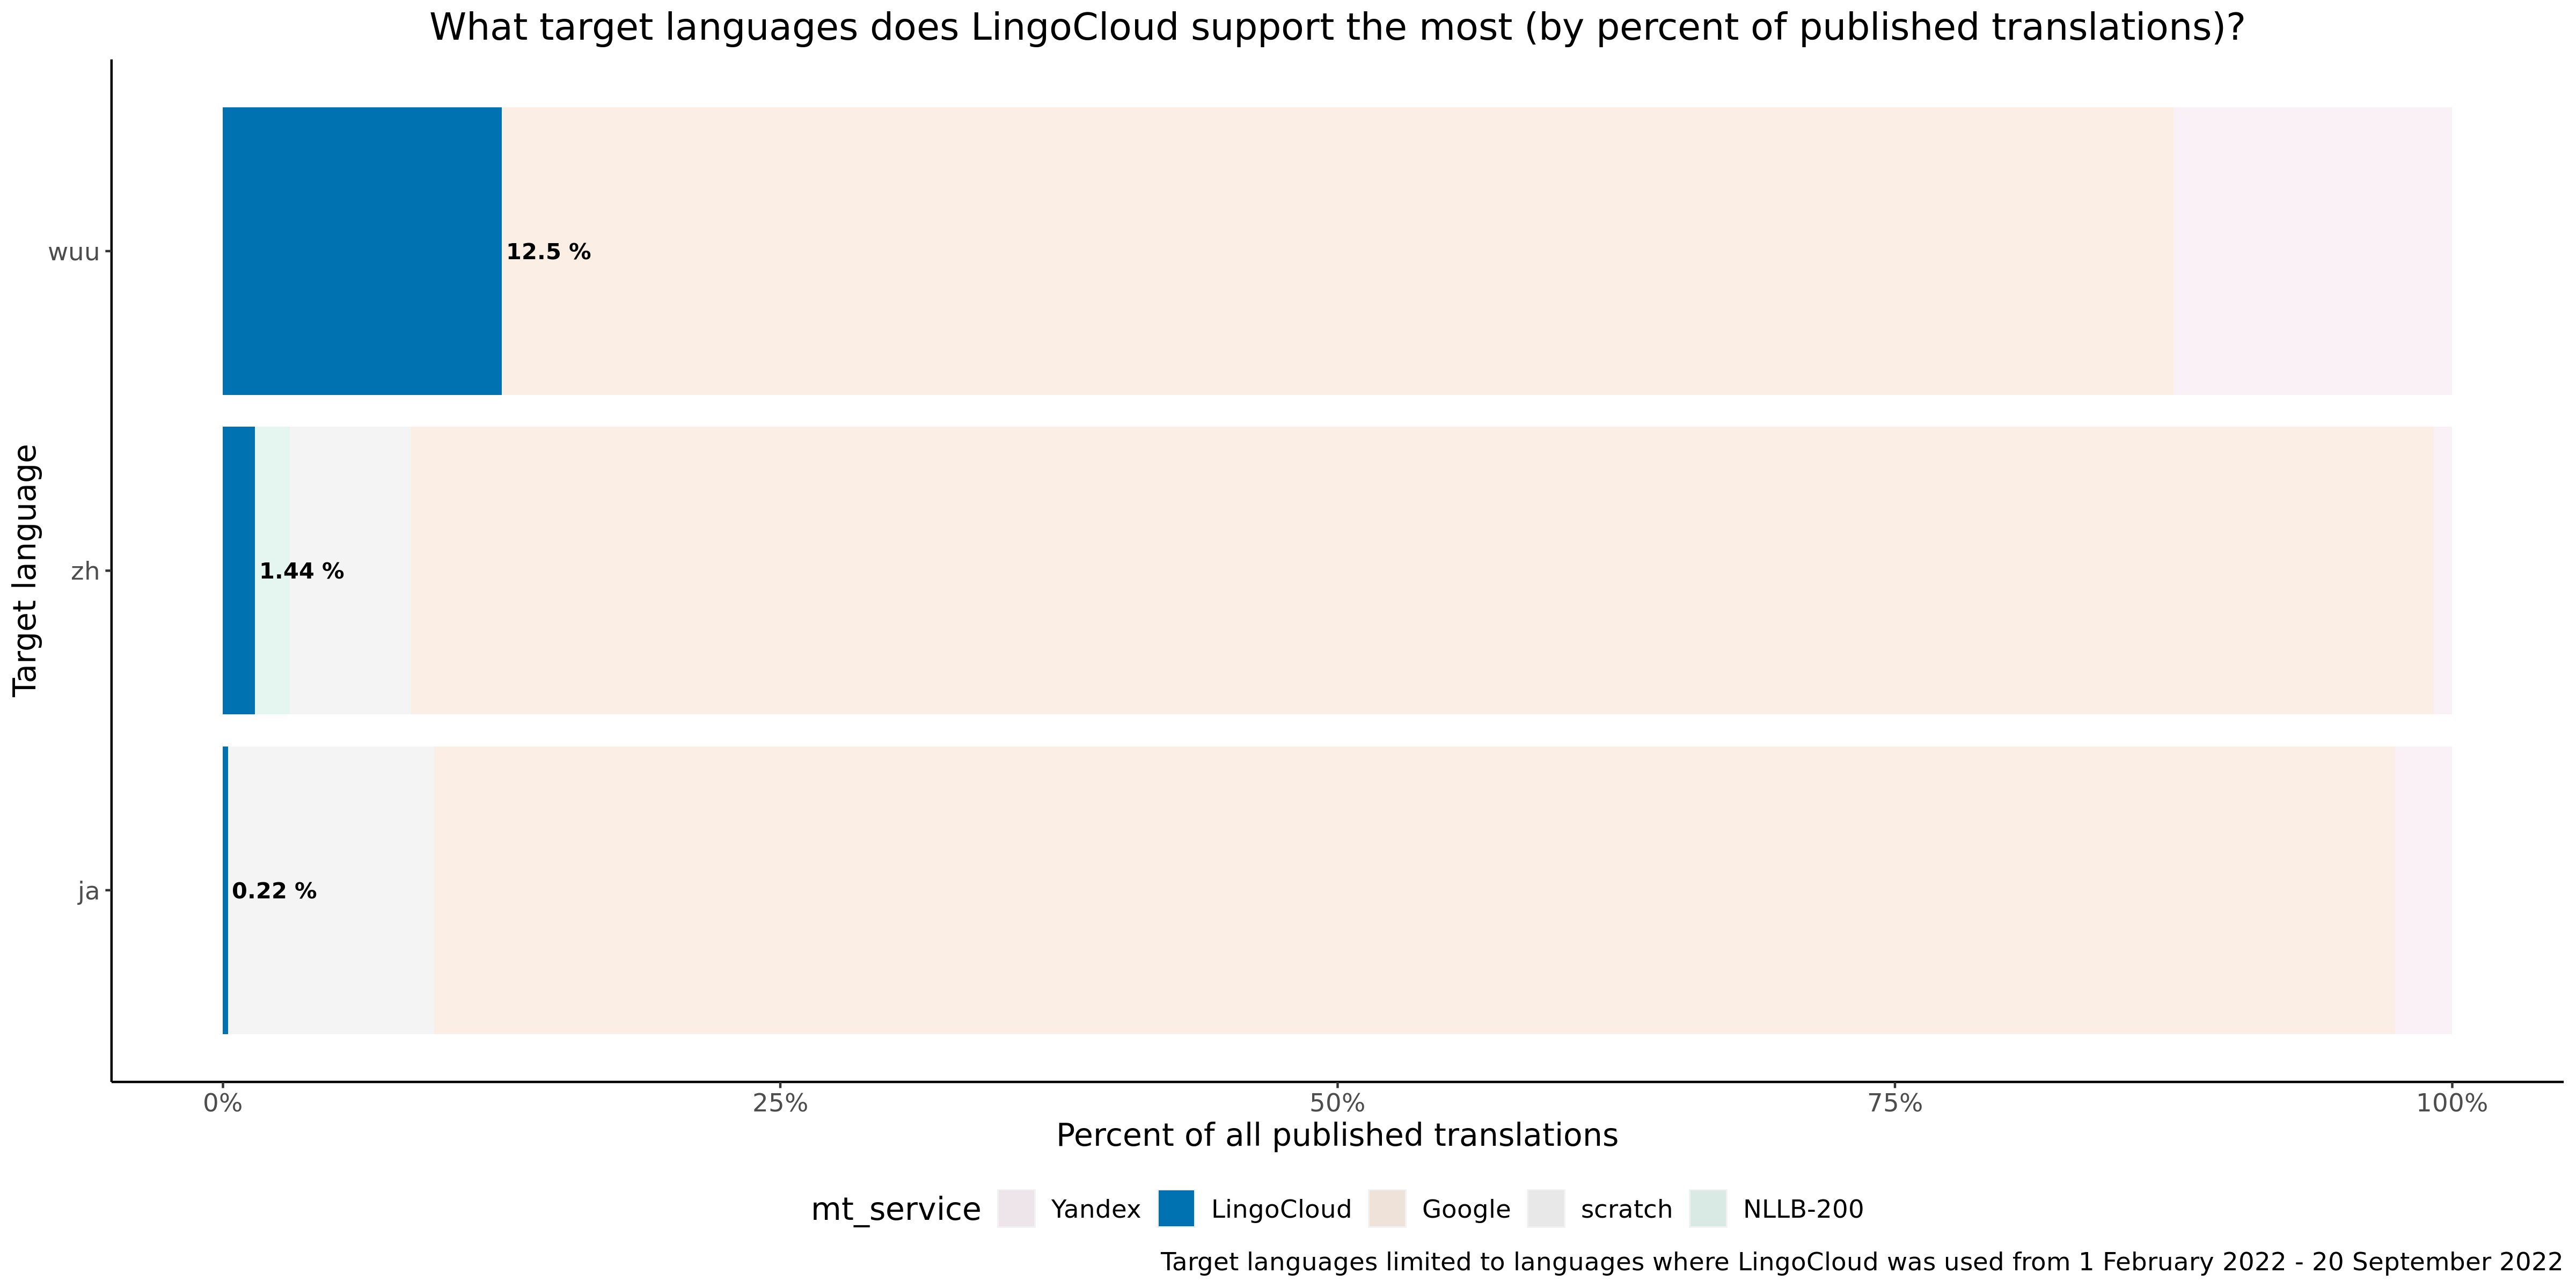 What target languages does LingoCloud support the most (by percent of published translations)?
Target language
wuu
12.5 %
zh
1.44 %
ja
0.22 %
0% 25% 50% 75% 100%
Percent of all published translations
mt_service Yandex LingoCloud Google scratch NLLB-200
Target languages limited to languages where LingoCloud was used from 1 February 2022 - 20 September 2022